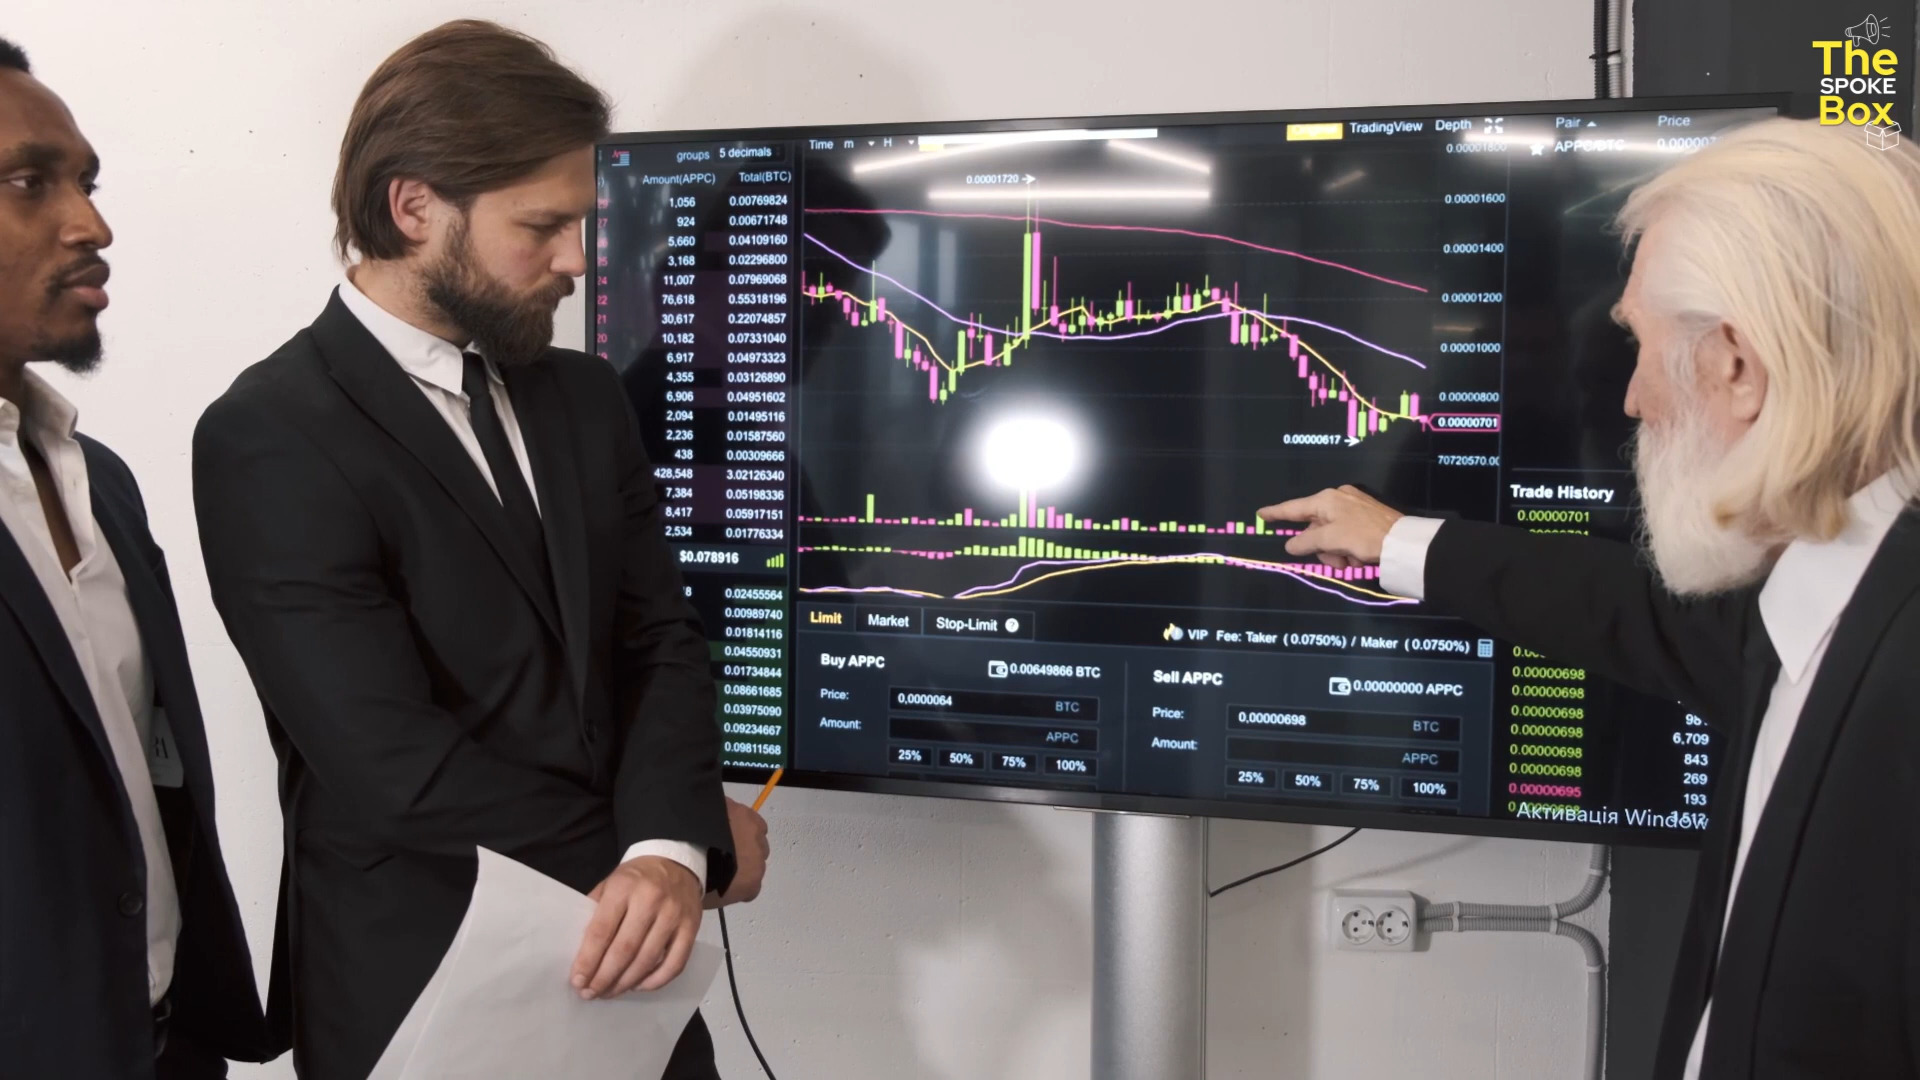 The
SPOKE
Box
groups 5 decimals
Amount(APPC) Total(BTC)
1,056 0.00769824
924 0.00671748
5,660 0.04109160
3,168 0.02296800
11,007 0.07969068
76,618 0.55318196
30,617 0.22074857
10,182 0.07331040
6,917 0.04973323
4,355 0.03126890
6,906 0.04951602
2,094 0.01495116
2,236 0.01587560
438 0.00309666
428,548 3.02126340
7,384 0.05198336
8,417 0.05917151
2,534 0.01776334
$0.078916
8 0.02455564
0.00989740
0.01814116
0.04550931
0.01734844
0.08661685
0.03975090
0.09234667
0.09811568
Time m H
Original TradingView Depth
0.00001800
0.00001720
0.00001600
0.00001400
0.00001200
0.00001000
0.00000800
0.00000701
0.00000617
70720570.00
Limit Market Stop-Limit ?
VIP Fee: Taker ( 0.0750%) / Maker ( 0.0750%)
Buy APPC 0.00649866 BTC
Price: 0,0000064 BTC
Amount: APPC
25% 50% 75% 100%
Sell APPC 0.00000000 APPC
Price: 0,00000698 BTC
Amount: APPC
25% 50% 75% 100%
Pair Price
APPC/BTC 0.000007
Trade History
0.00000701
0.00000698
0.00000698
0.00000698
0.00000698 6,709
0.00000698 843
0.00000698 269
0.00000695 193
Активація Window